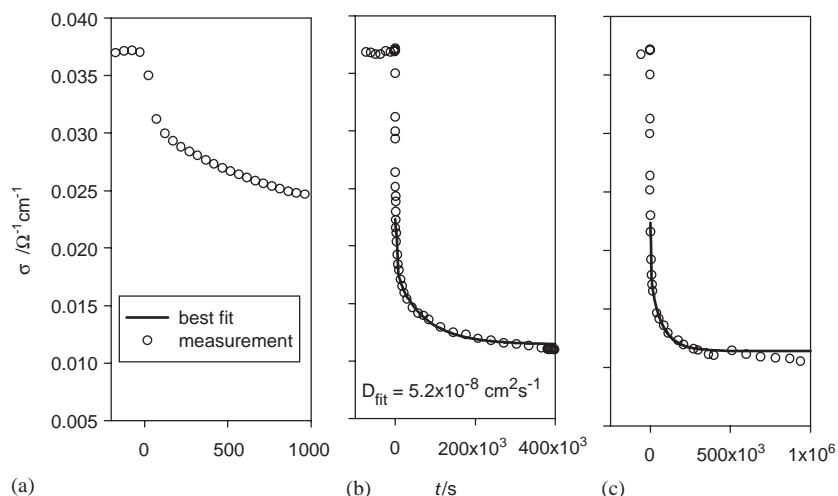 0.040
0.035
0.030
0.025
0.020
0.015
0.010
0.005
σ /Ω⁻¹cm⁻¹
best fit
measurement
0 500 1000
(a)
D_fit = 5.2x10⁻⁸ cm²s⁻¹
0 200x10³ 400x10³
(b)
t/s
0 500x10³ 1x10⁶
(c)